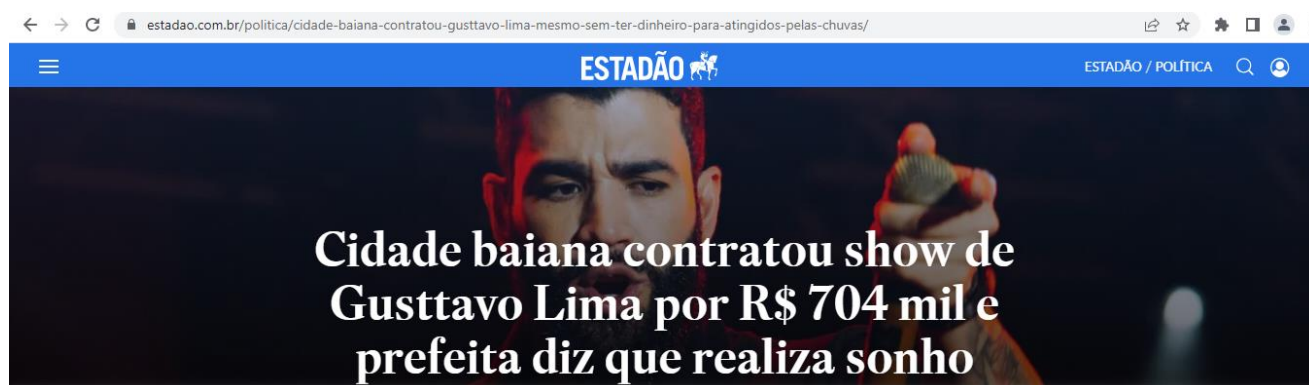 estadao.com.br/politica/cidade-baiana-contratou-gusttavo-lima-mesmo-sem-ter-dinheiro-para-atingidos-pelas-chuvas/
ESTADÃO
ESTADÃO / POLÍTICA
Cidade baiana contratou show de
Gusttavo Lima por R$ 704 mil e
prefeita diz que realiza sonho